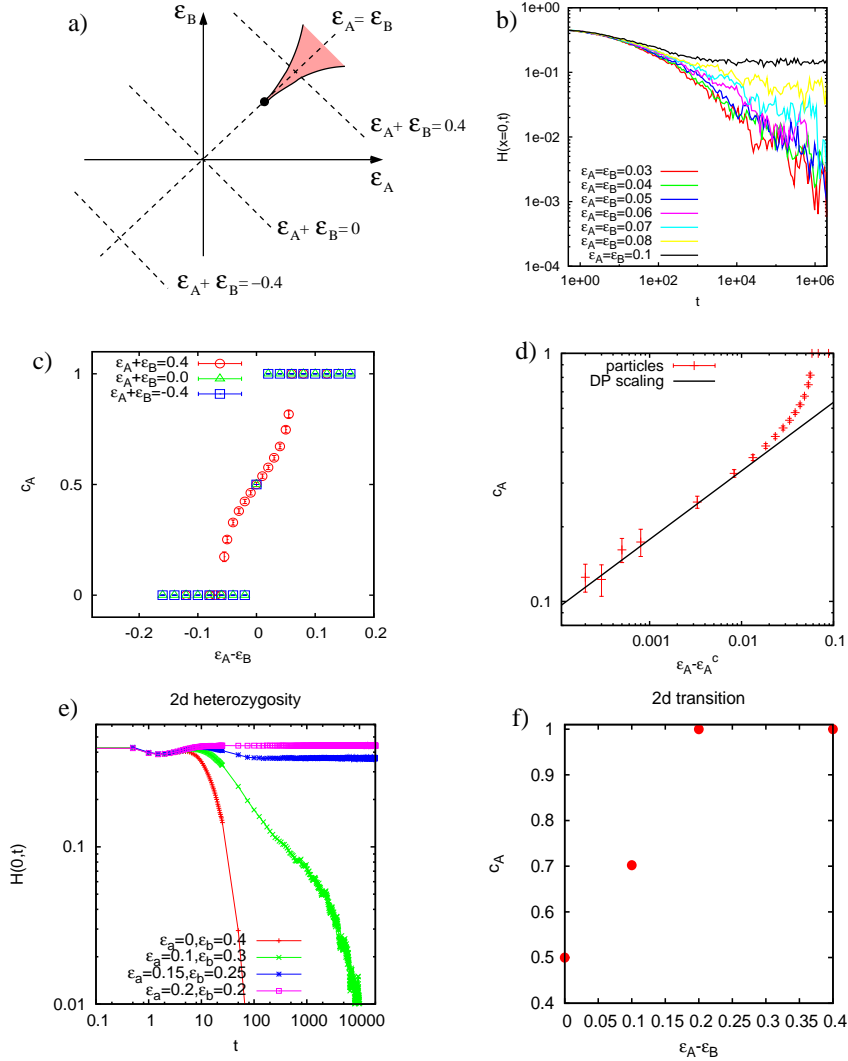 a)
ε_B
ε_A= ε_B
ε_A+ ε_B= 0.4
ε_A
ε_A+ ε_B= 0
ε_A+ ε_B= −0.4
b)
1e+00
1e-01
1e-02
1e-03
1e-04
H(x=0,t)
ε_A=ε_B=0.03
ε_A=ε_B=0.04
ε_A=ε_B=0.05
ε_A=ε_B=0.06
ε_A=ε_B=0.07
ε_A=ε_B=0.08
ε_A=ε_B=0.1
1e+00 1e+02 1e+04 1e+06
t
c)
ε_A+ε_B=0.4
ε_A+ε_B=0.0
ε_A+ε_B=-0.4
1
0.5
0
c_A
-0.2 -0.1 0 0.1 0.2
ε_A-ε_B
d)
particles
DP scaling
1
0.1
c_A
0.001 0.01 0.1
ε_A-ε_A^c
e)
2d heterozygosity
0.1
0.01
H(0,t)
ε_a=0,ε_b=0.4
ε_a=0.1,ε_b=0.3
ε_a=0.15,ε_b=0.25
ε_a=0.2,ε_b=0.2
0.1 1 10 100 1000 10000
t
f)
2d transition
1
0.9
0.8
0.7
0.6
0.5
0.4
c_A
0 0.05 0.1 0.15 0.2 0.25 0.3 0.35 0.4
ε_A-ε_B